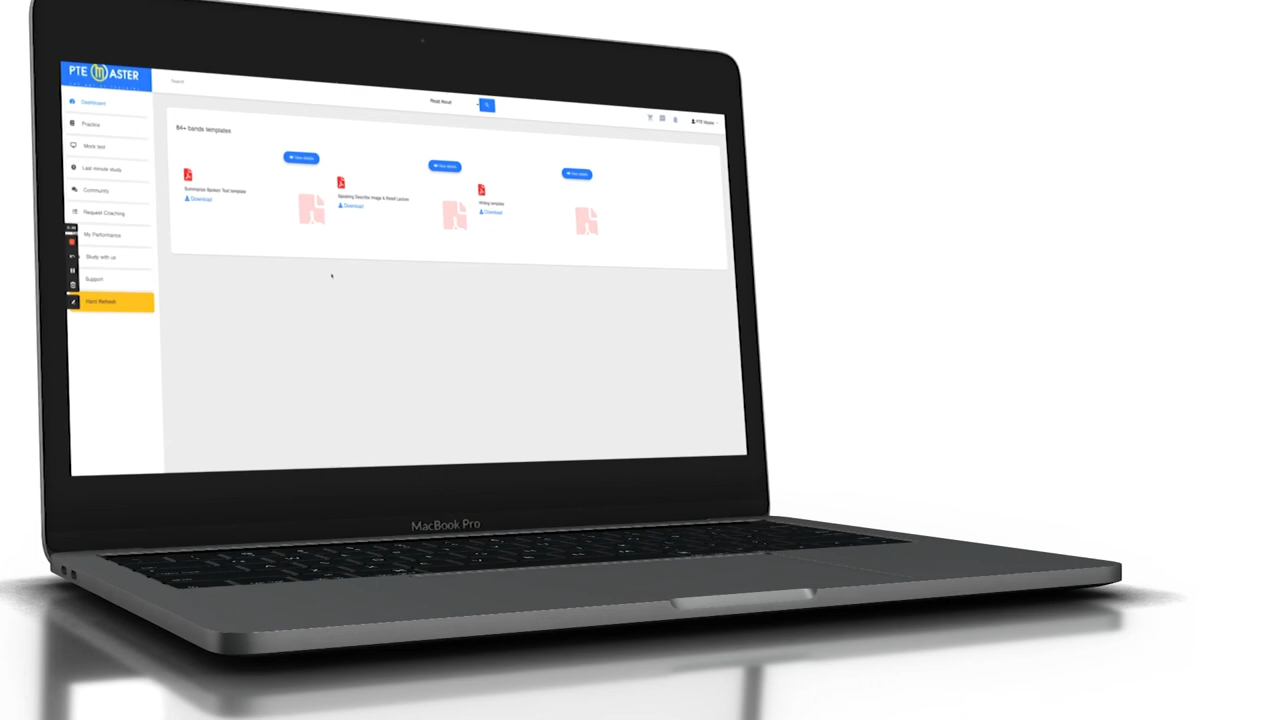 PTE MASTER
Search
Read Aloud
PTE Master
Dashboard
Practice
Mock test
Last minute study
Community
Request Coaching
My Performance
Study with us
Support
Hard Refresh
84+ bands templates
View details
Summarize Spoken Text template
Download
View details
Speaking Describe Image & Retell Lecture
Download
View details
Writing template
Download
MacBook Pro